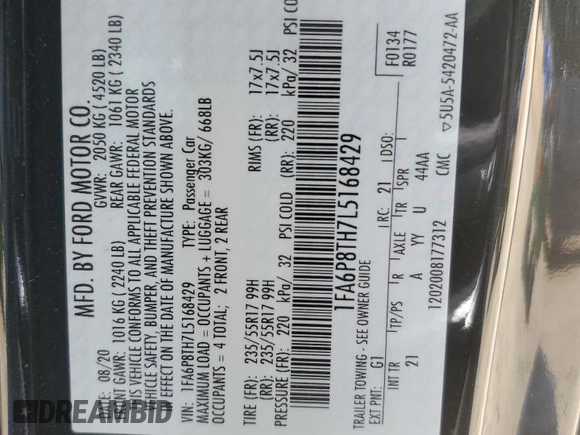 MFD. BY FORD MOTOR CO.
DATE: 08/20 GVWR: 2050 KG ( 4520 LB)
FRONT GAWR: 1016 KG ( 2240 LB) REAR GAWR: 1061 KG ( 2340 LB)
THIS VEHICLE CONFORMS TO ALL APPLICABLE FEDERAL MOTOR
VEHICLE SAFETY, BUMPER, AND THEFT PREVENTION STANDARDS
IN EFFECT ON THE DATE OF MANUFACTURE SHOWN ABOVE.
VIN: 1FA6P8TH7L5168429 TYPE: Passenger Car
MAXIMUM LOAD = OCCUPANTS + LUGGAGE = 303KG/ 668LB
OCCUPANTS = 4 TOTAL: 2 FRONT, 2 REAR
TIRE (FR): 235/55R17 99H RIMS (FR): 17x7.5J
(RR): 235/55R17 99H (RR): 17x7.5J
PRESSURE (FR): 220 kPa/ 32 PSI COLD (RR): 220 kPa/ 32 PSI COLD
1FA6P8TH7L5168429
TRAILER TOWING - SEE OWNER GUIDE
EXT PNT: G1 RC: 21 DSO: F0134
R0177
INT TR TP/PS R AXLE TR SPR
21 A YY U 44AA
1202008177312 CMC ▽5U5A-5420472-AA
DREAMBID